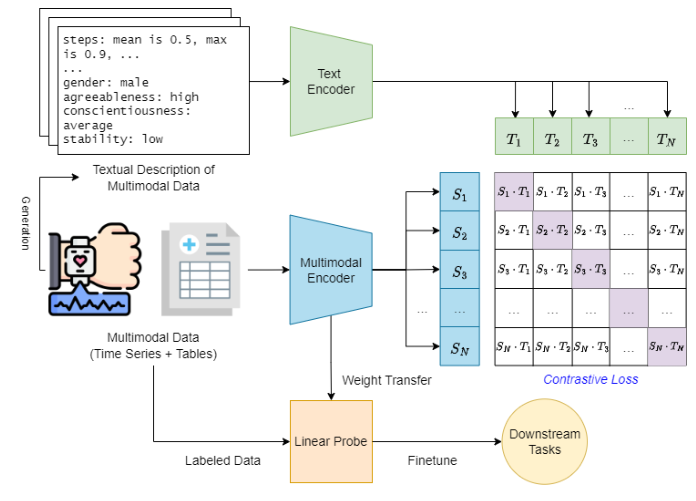 steps: mean is 0.5, max
is 0.9, ...
...
gender: male
agreeableness: high
conscientiousness:
average
stability: low
Textual Description of
Multimodal Data
Generation
Text
Encoder
...
T1 T2 T3 ... TN
Multimodal Data
(Time Series + Tables)
Multimodal
Encoder
S1
S2
S3
... ...
SN
S1 · T1 S1 · T2 S1 · T3 ... S1 · TN
S2 · T1 S2 · T2 S2 · T3 ... S2 · TN
S3 · T1 S3 · T2 S3 · T3 ... S3 · TN
... ... ... ... ...
SN · T1 SN · T2 SN · T3 ... SN · TN
Contrastive Loss
Weight Transfer
Labeled Data
Linear Probe
Finetune
Downstream
Tasks